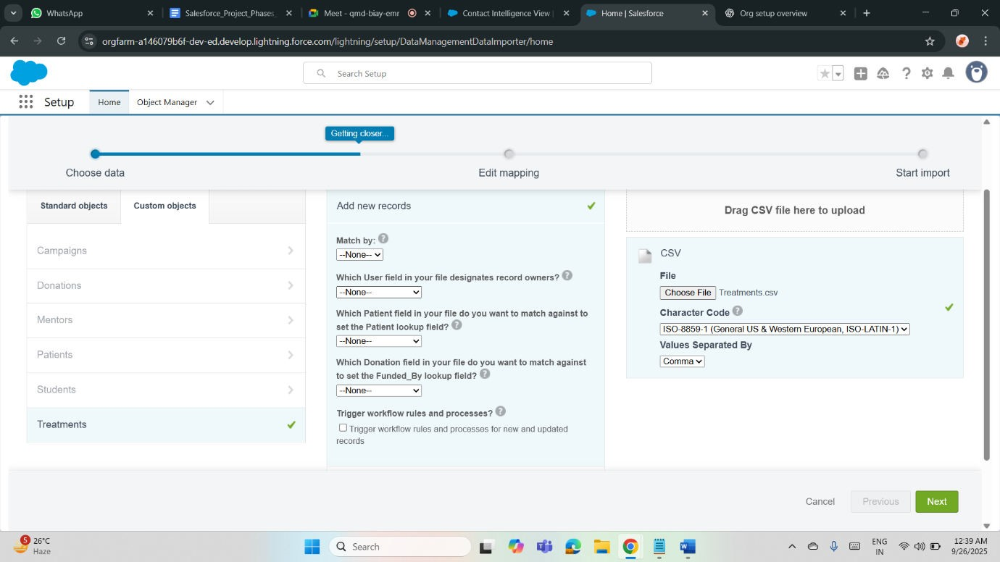 WhatsApp
Salesforce_Project_Phases_
Meet - qmd-biay-emr
Contact Intelligence View |
Home | Salesforce
Org setup overview
orgfarm-a146079b6f-dev-ed.develop.lightning.force.com/lightning/setup/DataManagementDataImporter/home
Search Setup
Setup
Home
Object Manager
Getting closer...
Choose data
Edit mapping
Start import
Standard objects
Custom objects
Campaigns
Donations
Mentors
Patients
Students
Treatments
Add new records
Match by: ?
--None--
Which User field in your file designates record owners? ?
--None--
Which Patient field in your file do you want to match against to
set the Patient lookup field? ?
--None--
Which Donation field in your file do you want to match against
to set the Funded_By lookup field? ?
--None--
Trigger workflow rules and processes? ?
Trigger workflow rules and processes for new and updated
records
Drag CSV file here to upload
CSV
File
Choose File Treatments.csv
Character Code ?
ISO-8859-1 (General US & Western European, ISO-LATIN-1)
Values Separated By
Comma
Cancel
Previous
Next
5
26°C
Haze
Search
ENG
IN
12:39 AM
9/26/2025